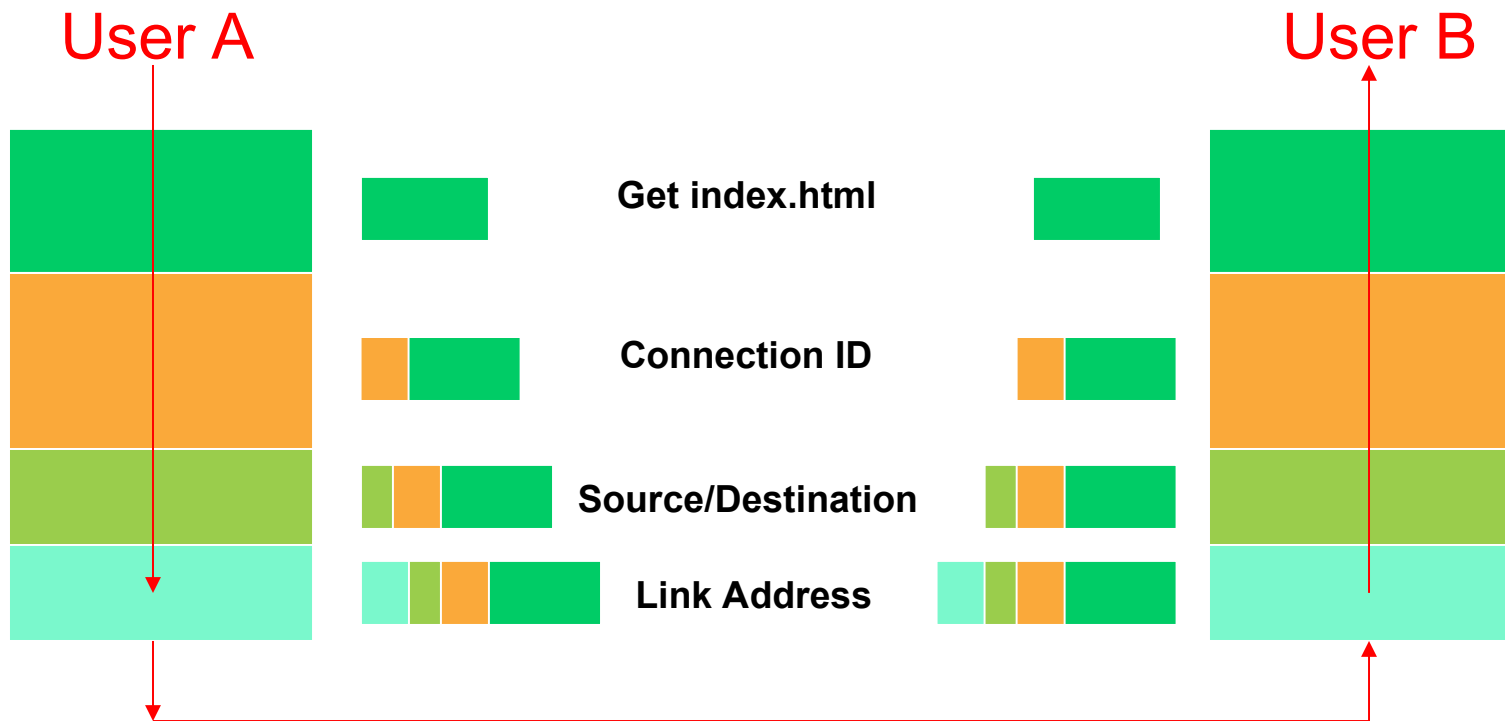 User A
User B
Get index.html
Connection ID
Source/Destination
Link Address